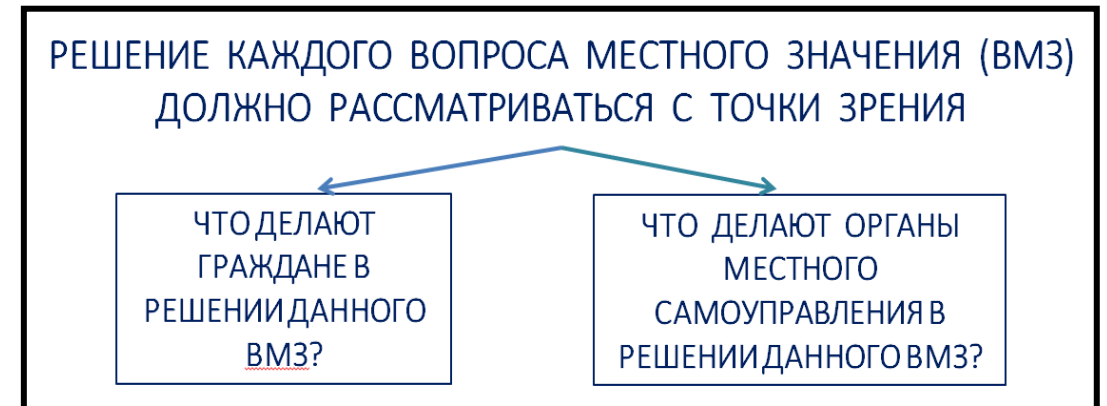 РЕШЕНИЕ КАЖДОГО ВОПРОСА МЕСТНОГО ЗНАЧЕНИЯ (ВМЗ)
ДОЛЖНО РАССМАТРИВАТЬСЯ С ТОЧКИ ЗРЕНИЯ
ЧТО ДЕЛАЮТ
ГРАЖДАНЕ В
РЕШЕНИИ ДАННОГО
ВМЗ?
ЧТО ДЕЛАЮТ ОРГАНЫ
МЕСТНОГО
САМОУПРАВЛЕНИЯ В
РЕШЕНИИ ДАННОГО ВМЗ?